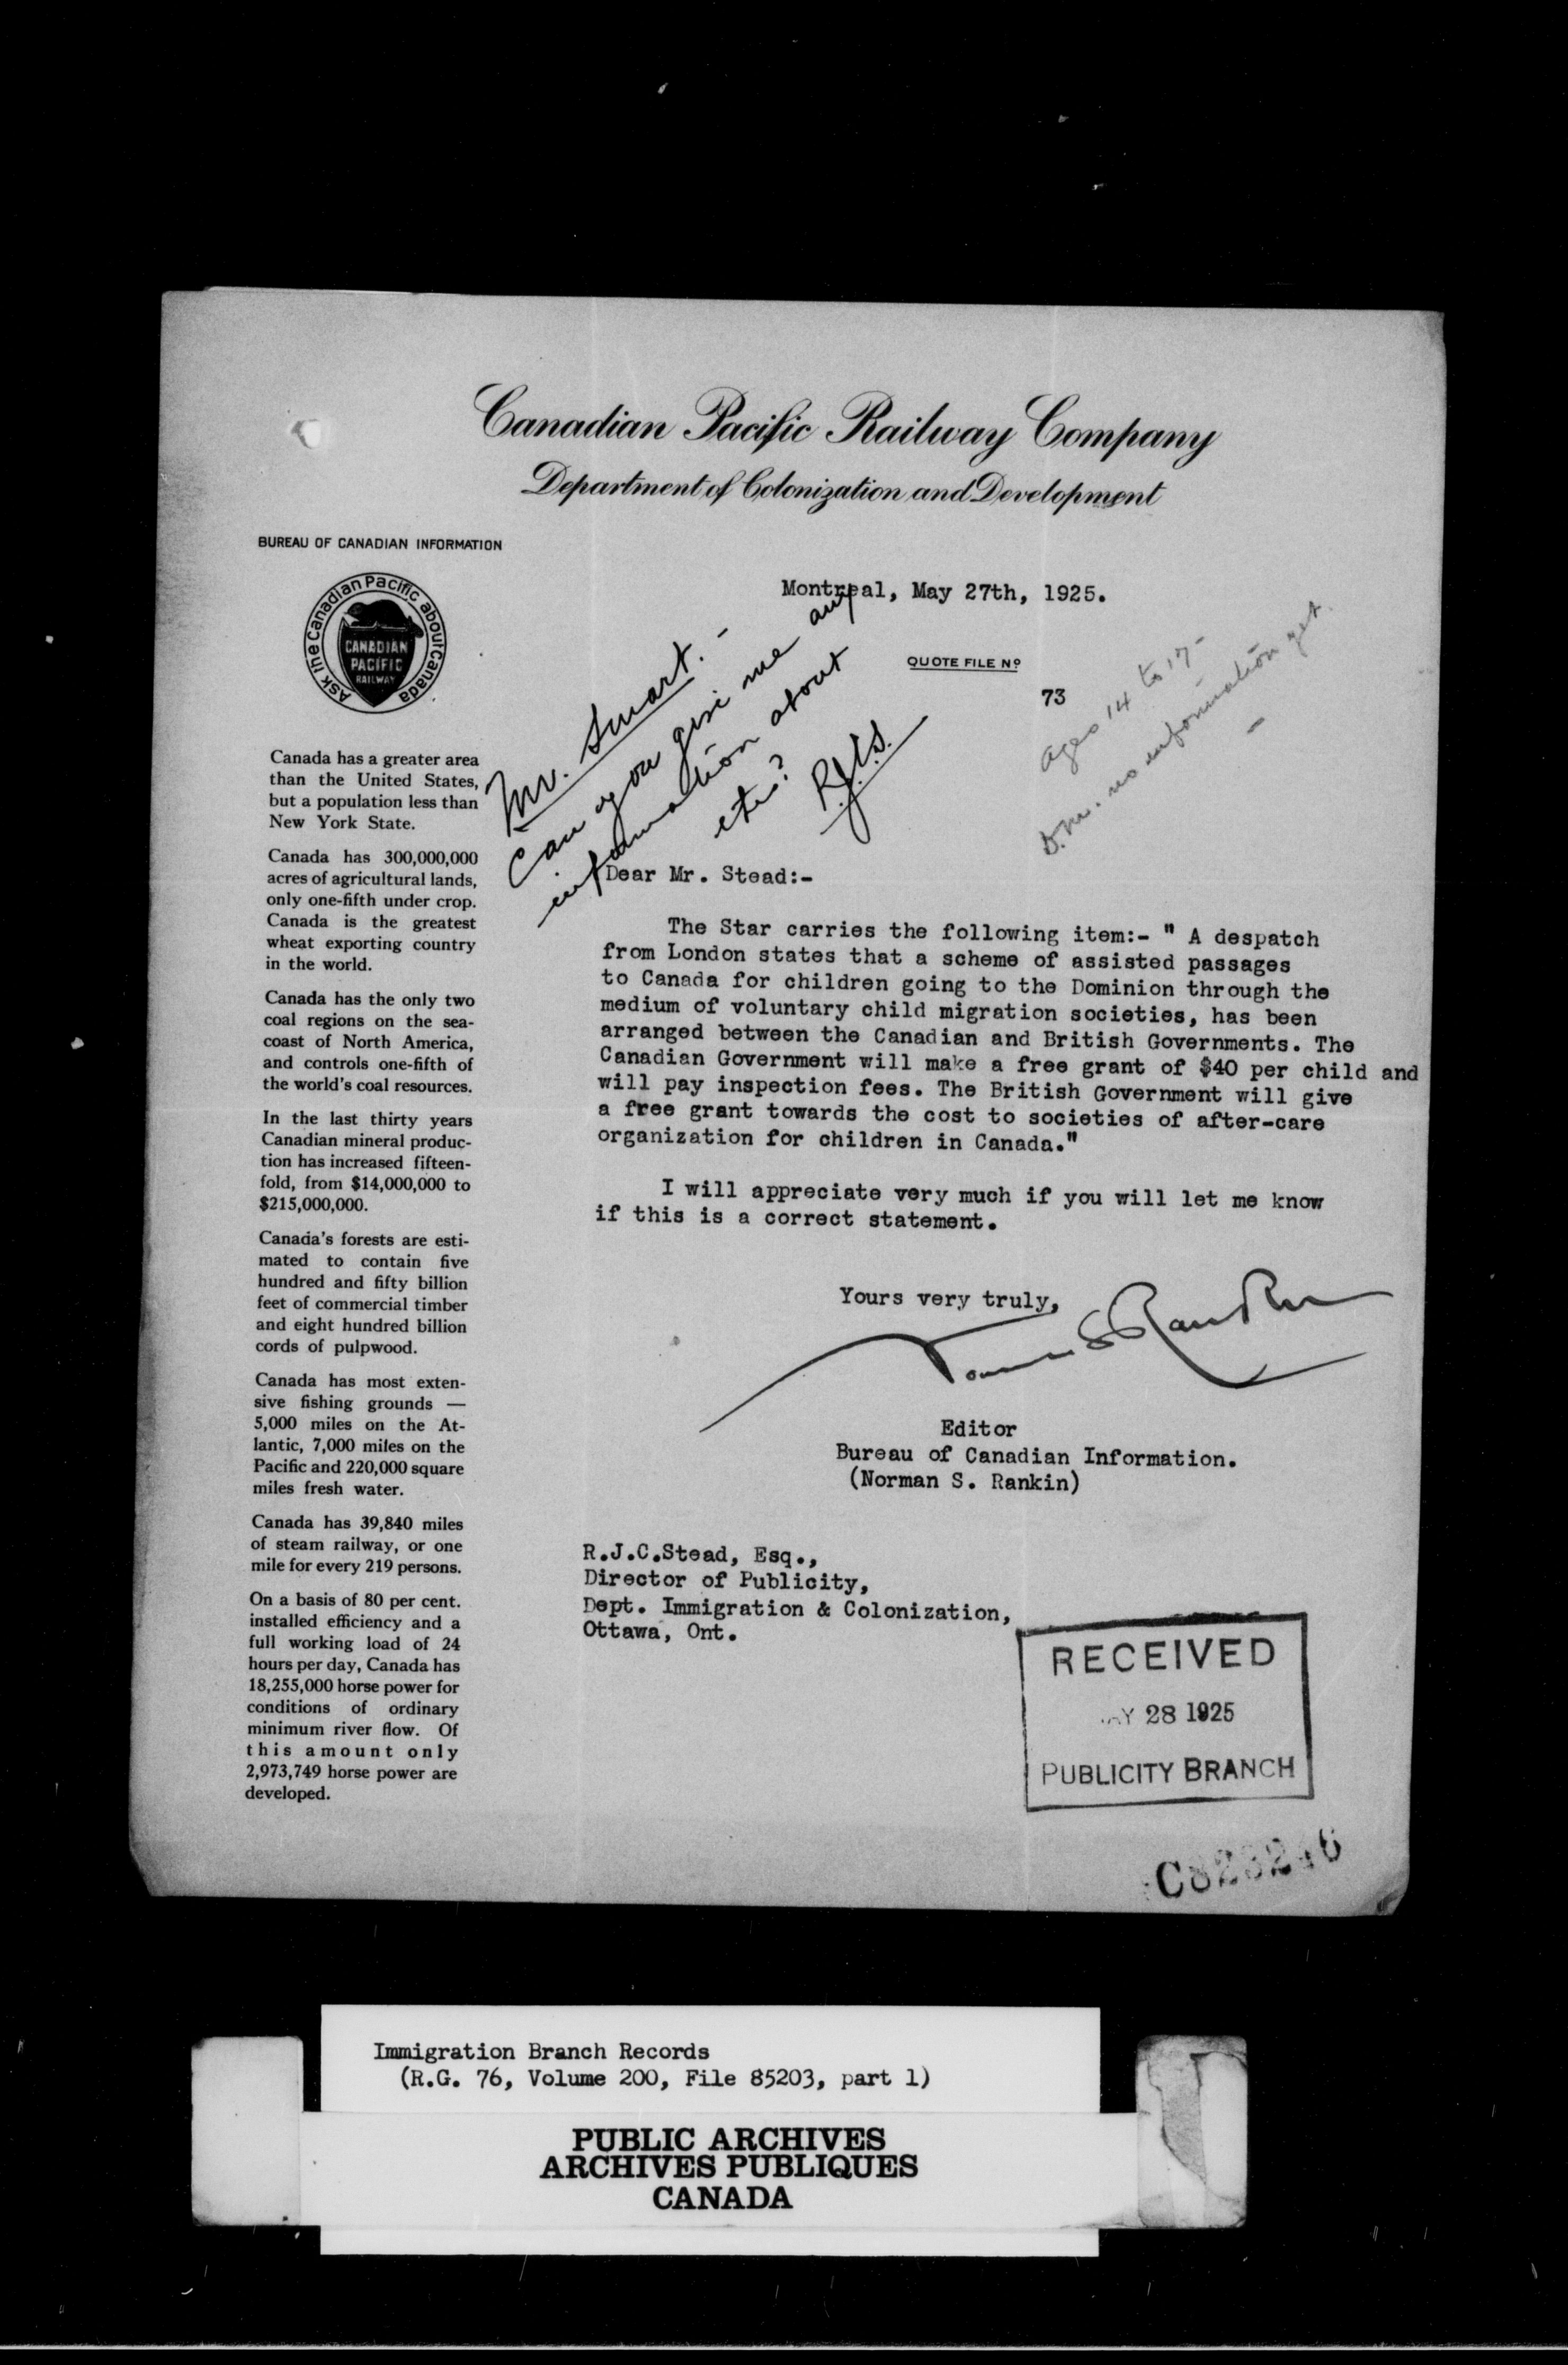 Canadian Pacific Railway Company
Department of Colonization and Development
BUREAU OF CANADIAN INFORMATION
Ask the Canadian Pacific about Canada
CANADIAN
PACIFIC
RAILWAY
Montreal, May 27th, 1925.
QUOTE FILE No
73
Mr. Smart. -
Can you give me any
information about
R.J.C.S.
ages 14 to 17 -
no information yet.
Canada has a greater area
than the United States,
but a population less than
New York State.
Canada has 300,000,000
acres of agricultural lands,
only one-fifth under crop.
Canada is the greatest
wheat exporting country
in the world.
Canada has the only two
coal regions on the sea-
coast of North America,
and controls one-fifth of
the world's coal resources.
In the last thirty years
Canadian mineral produc-
tion has increased fifteen-
fold, from $14,000,000 to
$215,000,000.
Canada's forests are esti-
mated to contain five
hundred and fifty billion
feet of commercial timber
and eight hundred billion
cords of pulpwood.
Canada has most exten-
sive fishing grounds —
5,000 miles on the At-
lantic, 7,000 miles on the
Pacific and 220,000 square
miles fresh water.
Canada has 39,840 miles
of steam railway, or one
mile for every 219 persons.
On a basis of 80 per cent.
installed efficiency and a
full working load of 24
hours per day, Canada has
18,255,000 horse power for
conditions of ordinary
minimum river flow. Of
this amount only
2,973,749 horse power are
developed.
Dear Mr. Stead:-
The Star carries the following item:- " A despatch
from London states that a scheme of assisted passages
to Canada for children going to the Dominion through the
medium of voluntary child migration societies, has been
arranged between the Canadian and British Governments. The
Canadian Government will make a free grant of $40 per child and
will pay inspection fees. The British Government will give
a free grant towards the cost to societies of after-care
organization for children in Canada."
I will appreciate very much if you will let me know
if this is a correct statement.
Yours very truly,
Norman S Rankin
Editor
Bureau of Canadian Information.
(Norman S. Rankin)
R.J.C.Stead, Esq.,
Director of Publicity,
Dept. Immigration & Colonization,
Ottawa, Ont.
RECEIVED
MAY 28 1925
PUBLICITY BRANCH
Immigration Branch Records
(R.G. 76, Volume 200, File 85203, part 1)
PUBLIC ARCHIVES
ARCHIVES PUBLIQUES
CANADA